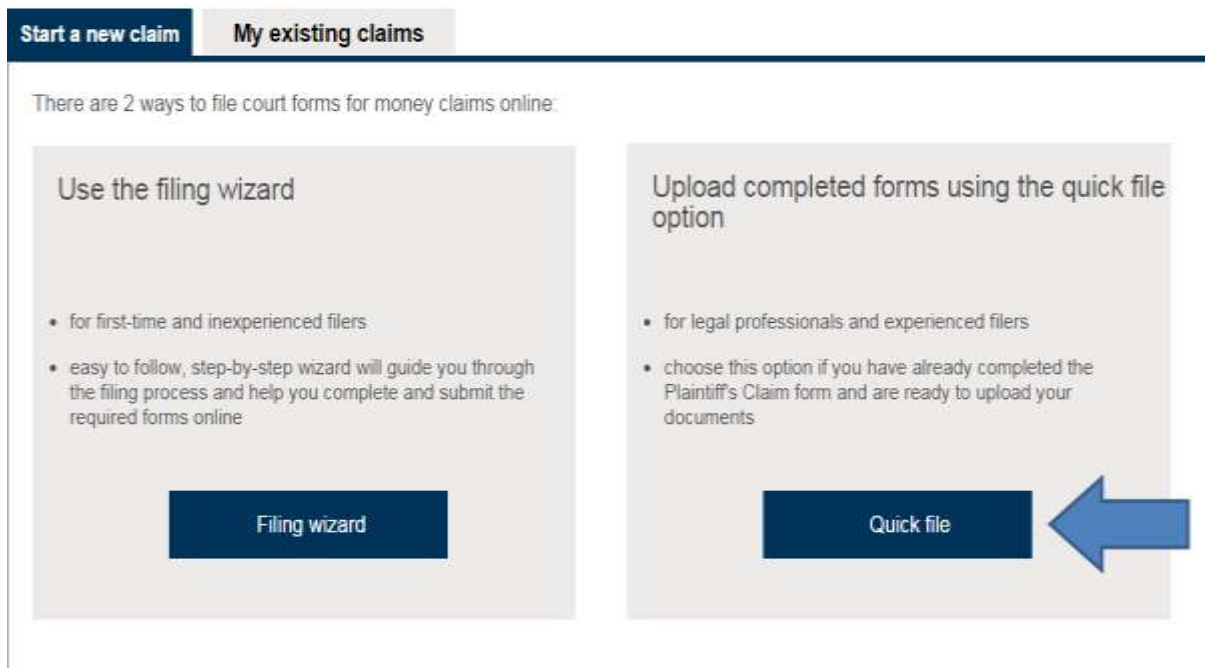 Start a new claim
My existing claims
There are 2 ways to file court forms for money claims online:
Use the filing wizard
• for first-time and inexperienced filers
• easy to follow, step-by-step wizard will guide you through
the filing process and help you complete and submit the
required forms online
Filing wizard
Upload completed forms using the quick file
option
• for legal professionals and experienced filers
• choose this option if you have already completed the
Plaintiff's Claim form and are ready to upload your
documents
Quick file